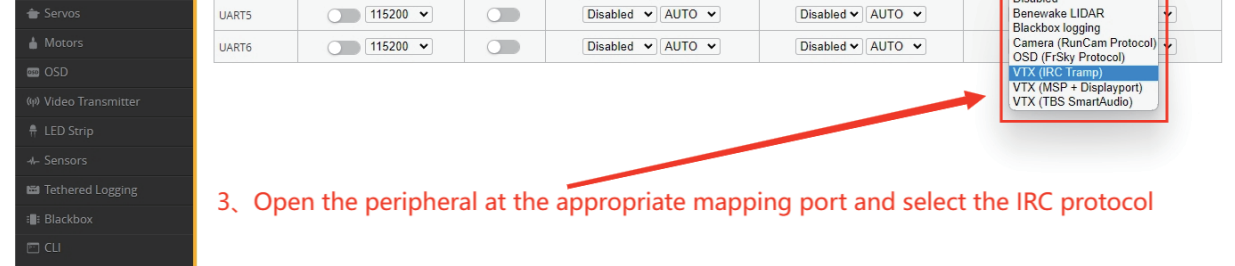 Servos
Motors
OSD
Video Transmitter
LED Strip
Sensors
Tethered Logging
Blackbox
CLI
UART5 115200 Disabled AUTO Disabled AUTO
UART6 115200 Disabled AUTO Disabled AUTO
Disabled
Benewake LIDAR
Blackbox logging
Camera (RunCam Protocol)
OSD (FrSky Protocol)
VTX (IRC Tramp)
VTX (MSP + Displayport)
VTX (TBS SmartAudio)
3、Open the peripheral at the appropriate mapping port and select the IRC protocol